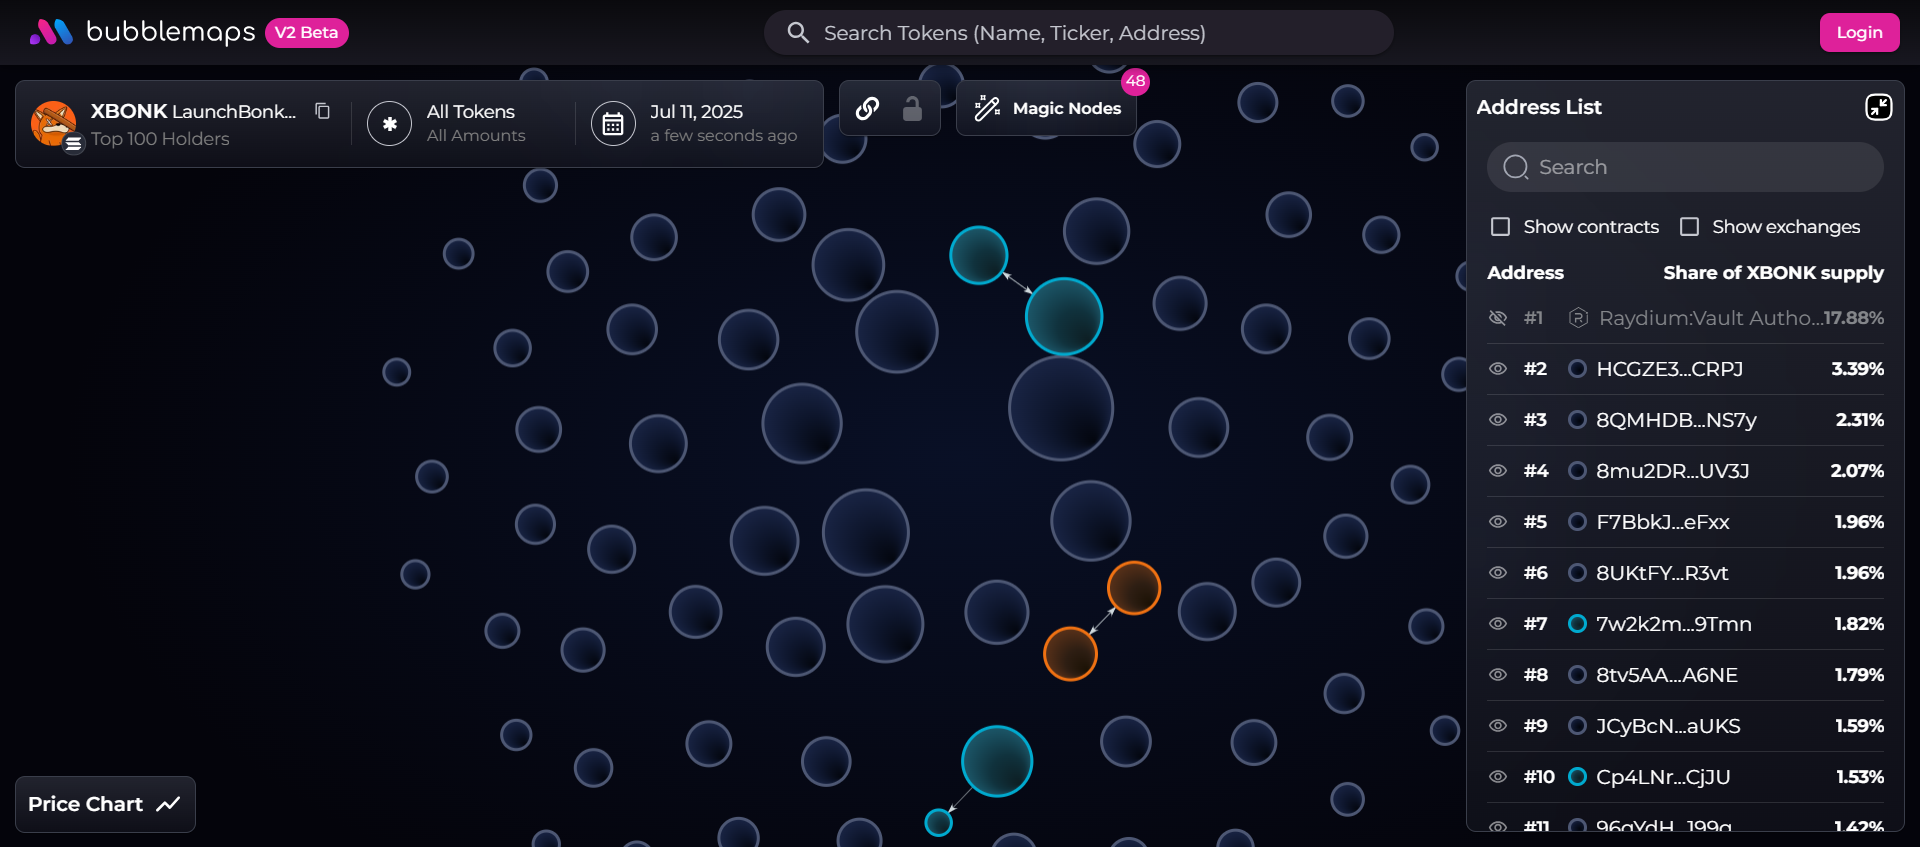 bubblemaps V2 Beta
Search Tokens (Name, Ticker, Address)
Login
XBONK LaunchBonk...
Top 100 Holders
All Tokens
All Amounts
Jul 11, 2025
a few seconds ago
Magic Nodes
48
Address List
Search
Show contracts Show exchanges
Address Share of XBONK supply
#1 Raydium:Vault Autho...17.88%
#2 HCGZE3...CRPJ 3.39%
#3 8QMHDB...NS7y 2.31%
#4 8mu2DR...UV3J 2.07%
#5 F7BbkJ...eFxx 1.96%
#6 8UKtFY...R3vt 1.96%
#7 7w2k2m...9Tmn 1.82%
#8 8tv5AA...A6NE 1.79%
#9 JCyBcN...aUKS 1.59%
#10 Cp4LNr...CjJU 1.53%
#11 1.42%
Price Chart